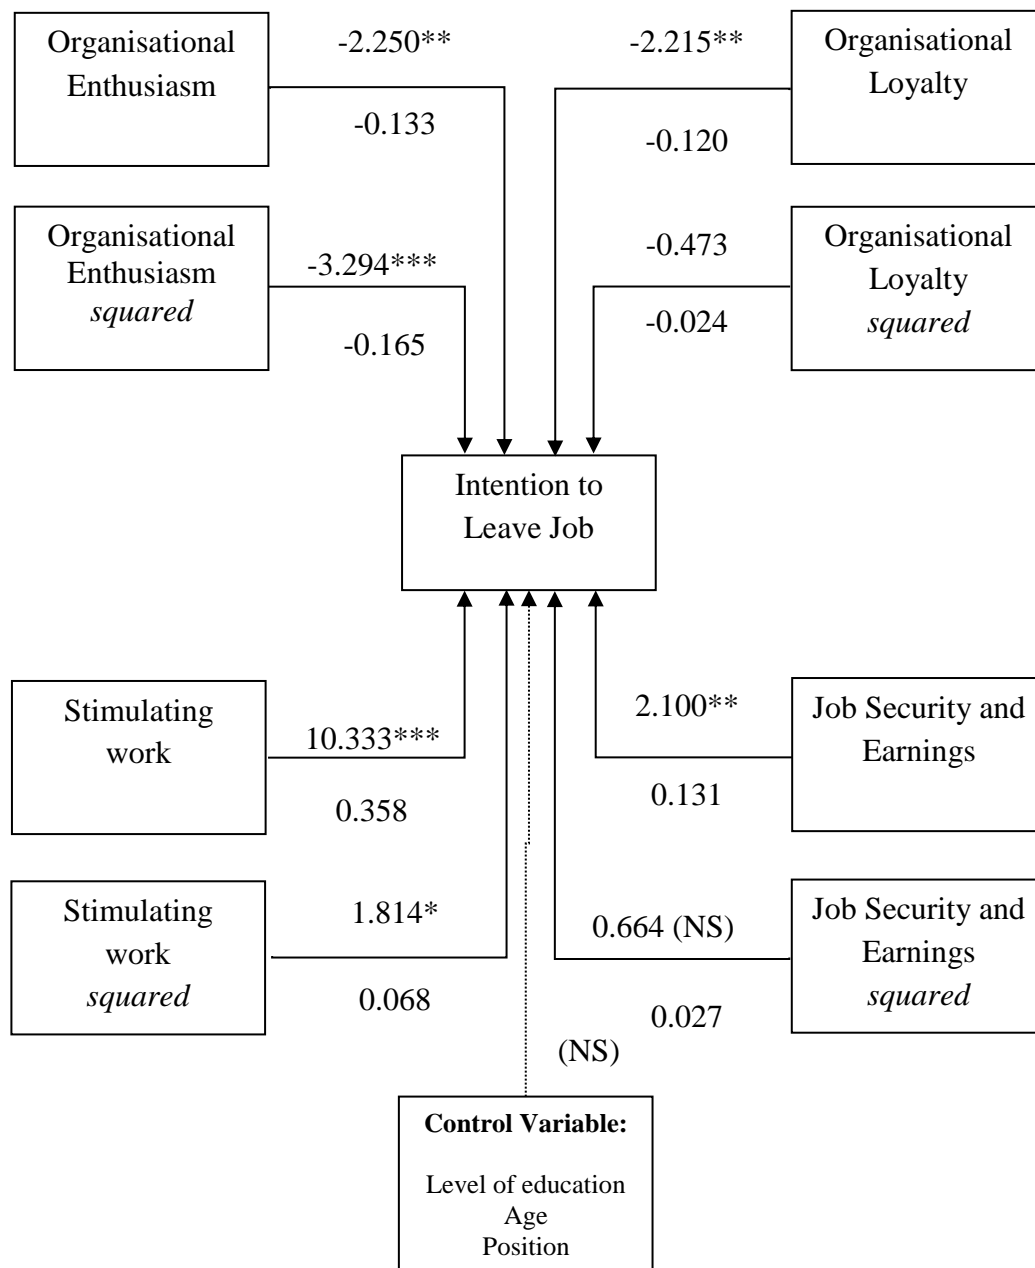 Organisational
Enthusiasm
-2.250**
-0.133
-2.215**
-0.120
Organisational
Loyalty
Organisational
Enthusiasm
squared
-3.294***
-0.165
-0.473
-0.024
Organisational
Loyalty
squared
Intention to
Leave Job
Stimulating
work
10.333***
0.358
2.100**
0.131
Job Security and
Earnings
Stimulating
work
squared
1.814*
0.068
0.664 (NS)
0.027
Job Security and
Earnings
squared
(NS)
Control Variable:
Level of education
Age
Position